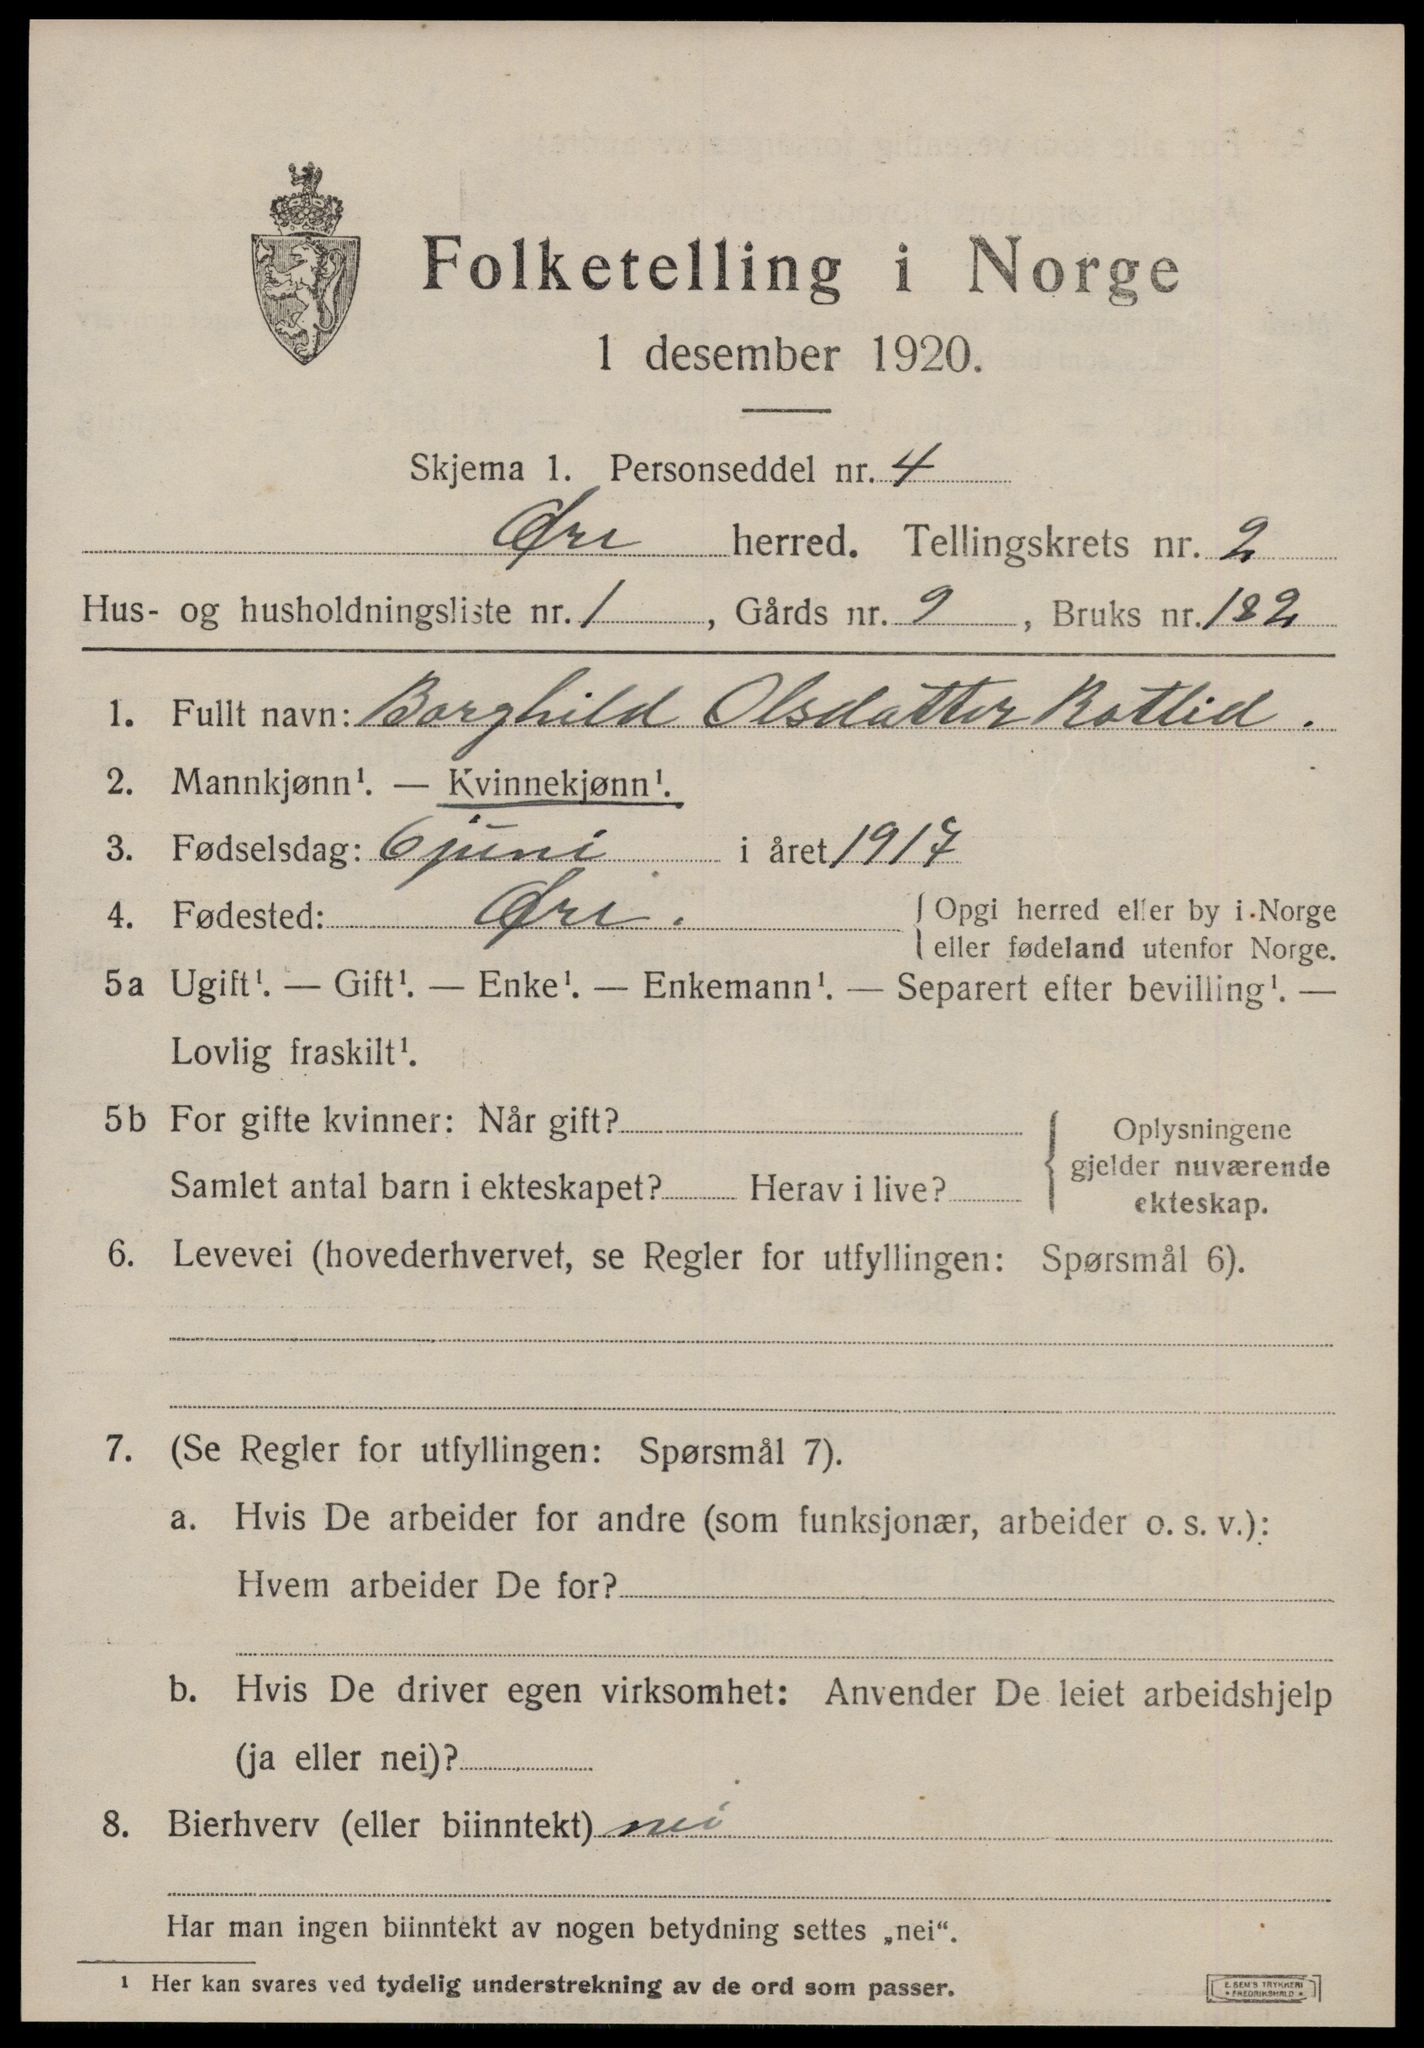 Folketelling i Norge
1 desember 1920.
Skjema 1. Personseddel nr. 4
Øre herred. Tellingskrets nr. 2
Hus- og husholdningsliste nr. 1, Gårds nr. 9, Bruks nr. 182
1. Fullt navn: Borghild Olsdatter Rotlid.
2. Mannkjønn¹. — Kvinnekjønn¹.
3. Fødselsdag: 6 juni i året 1917
4. Fødested: Øre. { Opgi herred eller by i Norge
eller fødeland utenfor Norge.
5a Ugift¹. — Gift¹. — Enke¹. — Enkemann¹. — Separert efter bevilling¹. —
Lovlig fraskilt¹.
5b For gifte kvinner: Når gift?
Samlet antal barn i ekteskapet? Herav i live?
Oplysningene
gjelder nuværende
ekteskap.
6. Levevei (hovederhvervet, se Regler for utfyllingen: Spørsmål 6).
7. (Se Regler for utfyllingen: Spørsmål 7).
a. Hvis De arbeider for andre (som funksjonær, arbeider o. s. v.):
Hvem arbeider De for?
b. Hvis De driver egen virksomhet: Anvender De leiet arbeidshjelp
(ja eller nei)?
8. Bierhverv (eller biinntekt) nei
Har man ingen biinntekt av nogen betydning settes „nei“.
¹ Her kan svares ved tydelig understrekning av de ord som passer.
E. SEM'S TRYKKERI
• FREDRIKSHALD •